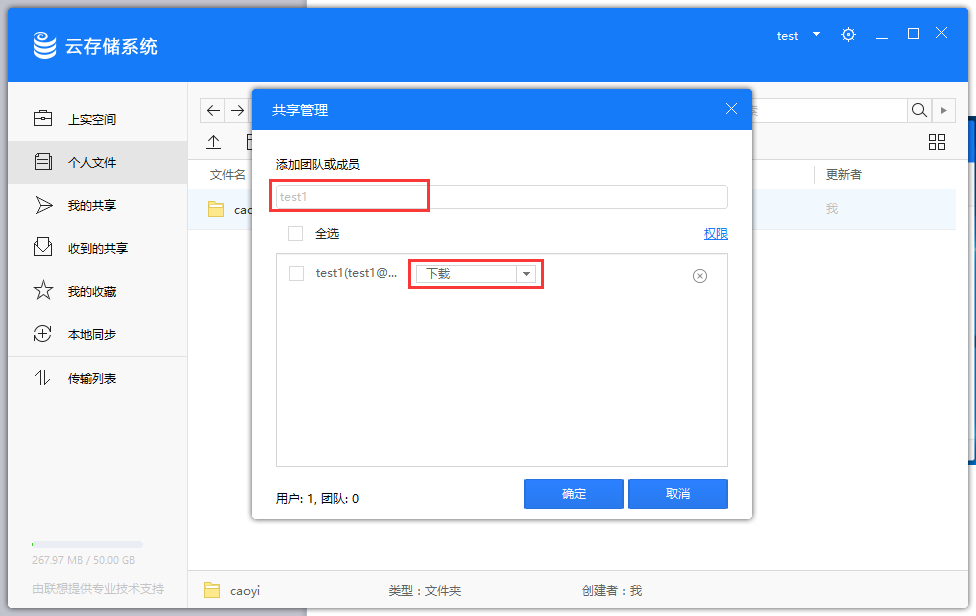 云存储系统
test
上实空间
个人文件
我的共享
收到的共享
我的收藏
本地同步
传输列表
267.97 MB / 50.00 GB
由联想提供专业技术支持
文件名
更新者
我
共享管理
添加团队或成员
test1
全选
权限
test1(test1@...
下载
用户: 1, 团队: 0
确定
取消
caoyi
类型：文件夹
创建者：我